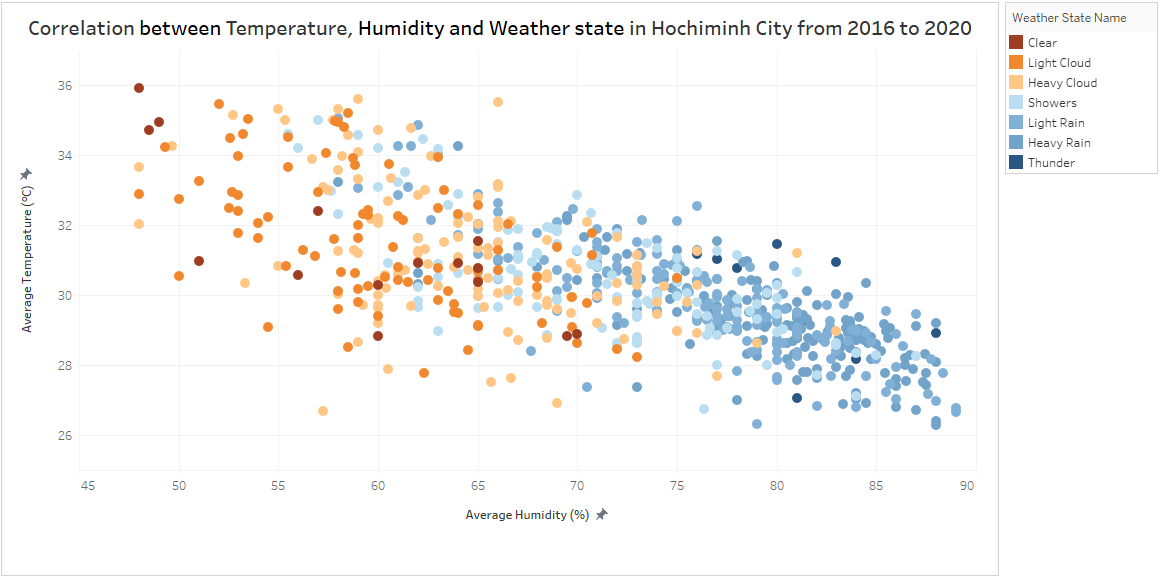 Correlation between Temperature, Humidity and Weather state in Hochiminh City from 2016 to 2020
Weather State Name
Clear
Light Cloud
Heavy Cloud
Showers
Light Rain
Heavy Rain
Thunder
Average Temperature (°C)
36
34
32
30
28
26
45 50 55 60 65 70 75 80 85 90
Average Humidity (%)